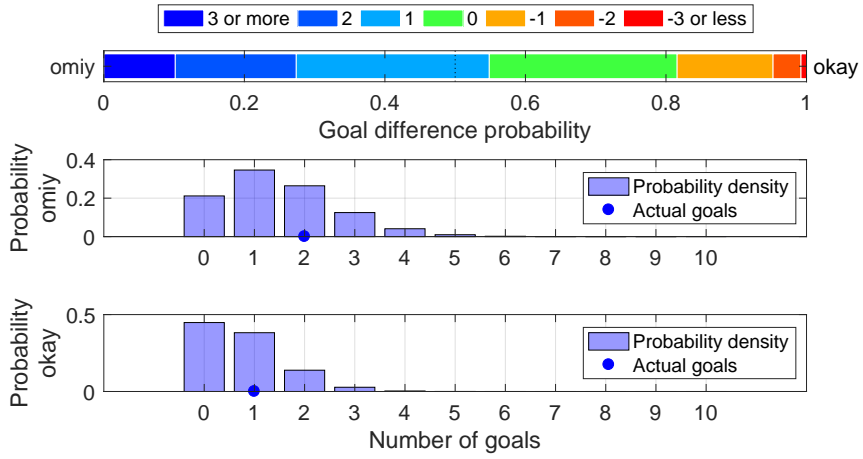 3 or more 2 1 0 -1 -2 -3 or less
omiy okay
0 0.2 0.4 0.6 0.8 1
Goal difference probability
Probability
omiy
0.4
0.2
0
Probability density
Actual goals
0 1 2 3 4 5 6 7 8 9 10
Probability
okay
0.5
0
Probability density
Actual goals
0 1 2 3 4 5 6 7 8 9 10
Number of goals